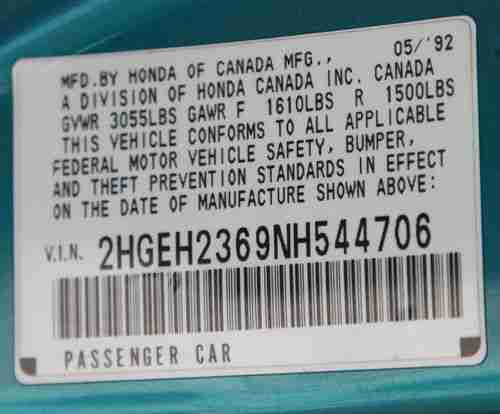 MFD.BY HONDA OF CANADA MFG., 05/'92
A DIVISION OF HONDA CANADA INC. CANADA
GVWR 3055LBS GAWR F 1610LBS R 1500LBS
THIS VEHICLE CONFORMS TO ALL APPLICABLE
FEDERAL MOTOR VEHICLE SAFETY, BUMPER,
AND THEFT PREVENTION STANDARDS IN EFFECT
ON THE DATE OF MANUFACTURE SHOWN ABOVE:
V.I.N. 2HGEH2369NH544706
PASSENGER CAR